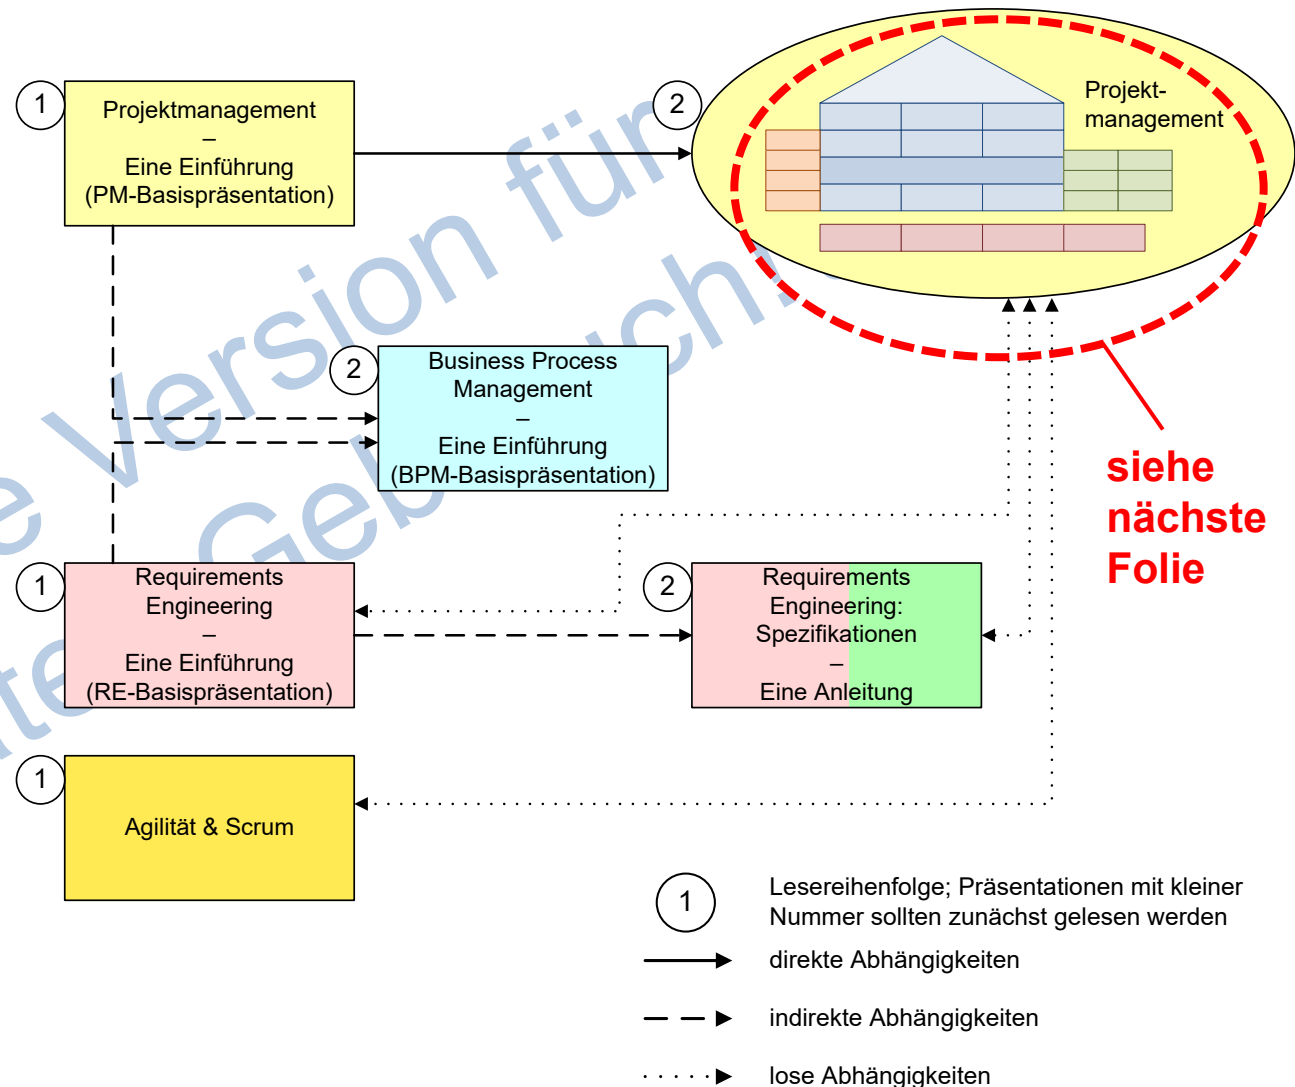 1
Projektmanagement
–
Eine Einführung
(PM-Basispräsentation)
2
Projekt-
management
2
Business Process
Management
–
Eine Einführung
(BPM-Basispräsentation)
siehe
nächste
Folie
1
Requirements
Engineering
–
Eine Einführung
(RE-Basispräsentation)
2
Requirements
Engineering:
Spezifikationen
–
Eine Anleitung
1
Agilität & Scrum
1
Lesereihenfolge; Präsentationen mit kleiner
Nummer sollten zunächst gelesen werden
direkte Abhängigkeiten
indirekte Abhängigkeiten
lose Abhängigkeiten
Version für